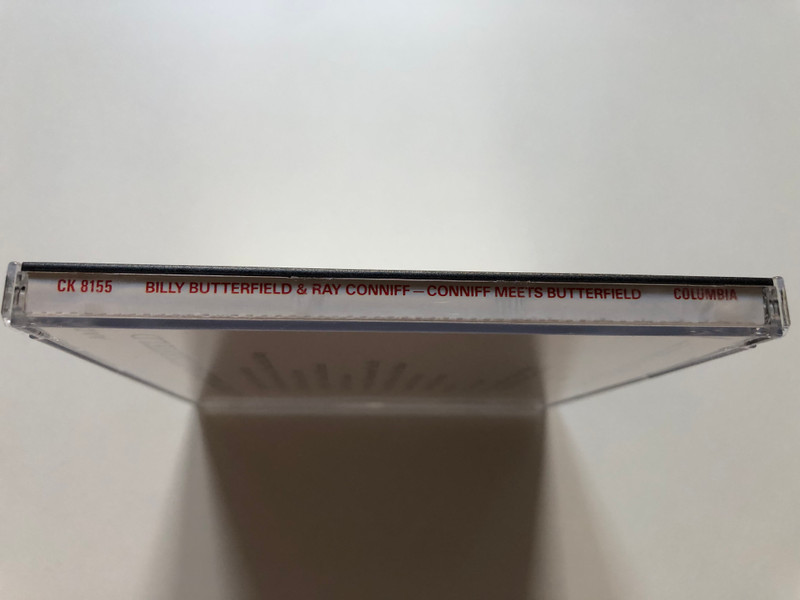 CK 8155 BILLY BUTTERFIELD & RAY CONNIFF—CONNIFF MEETS BUTTERFIELD COLUMBIA